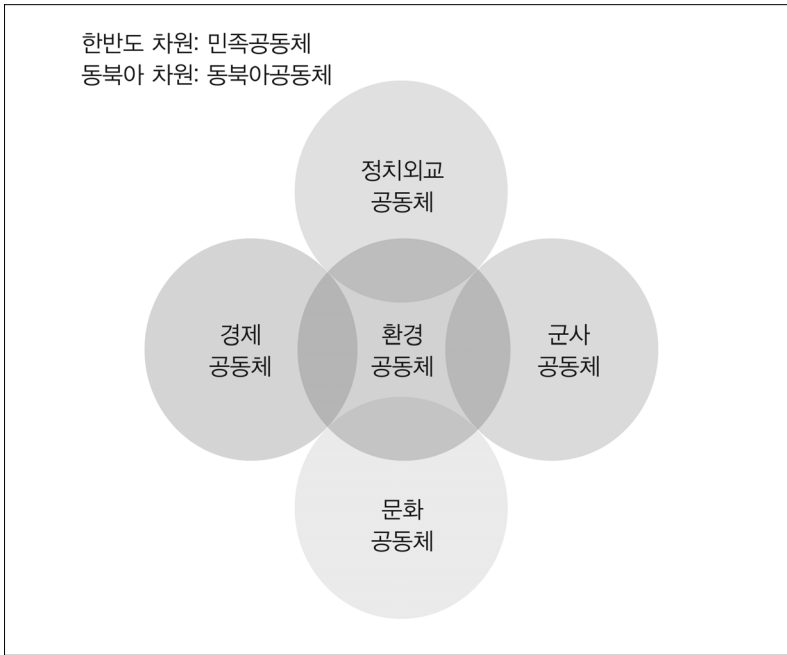 한반도 차원: 민족공동체
동북아 차원: 동북아공동체
정치외교
공동체
경제
공동체
환경
공동체
군사
공동체
문화
공동체